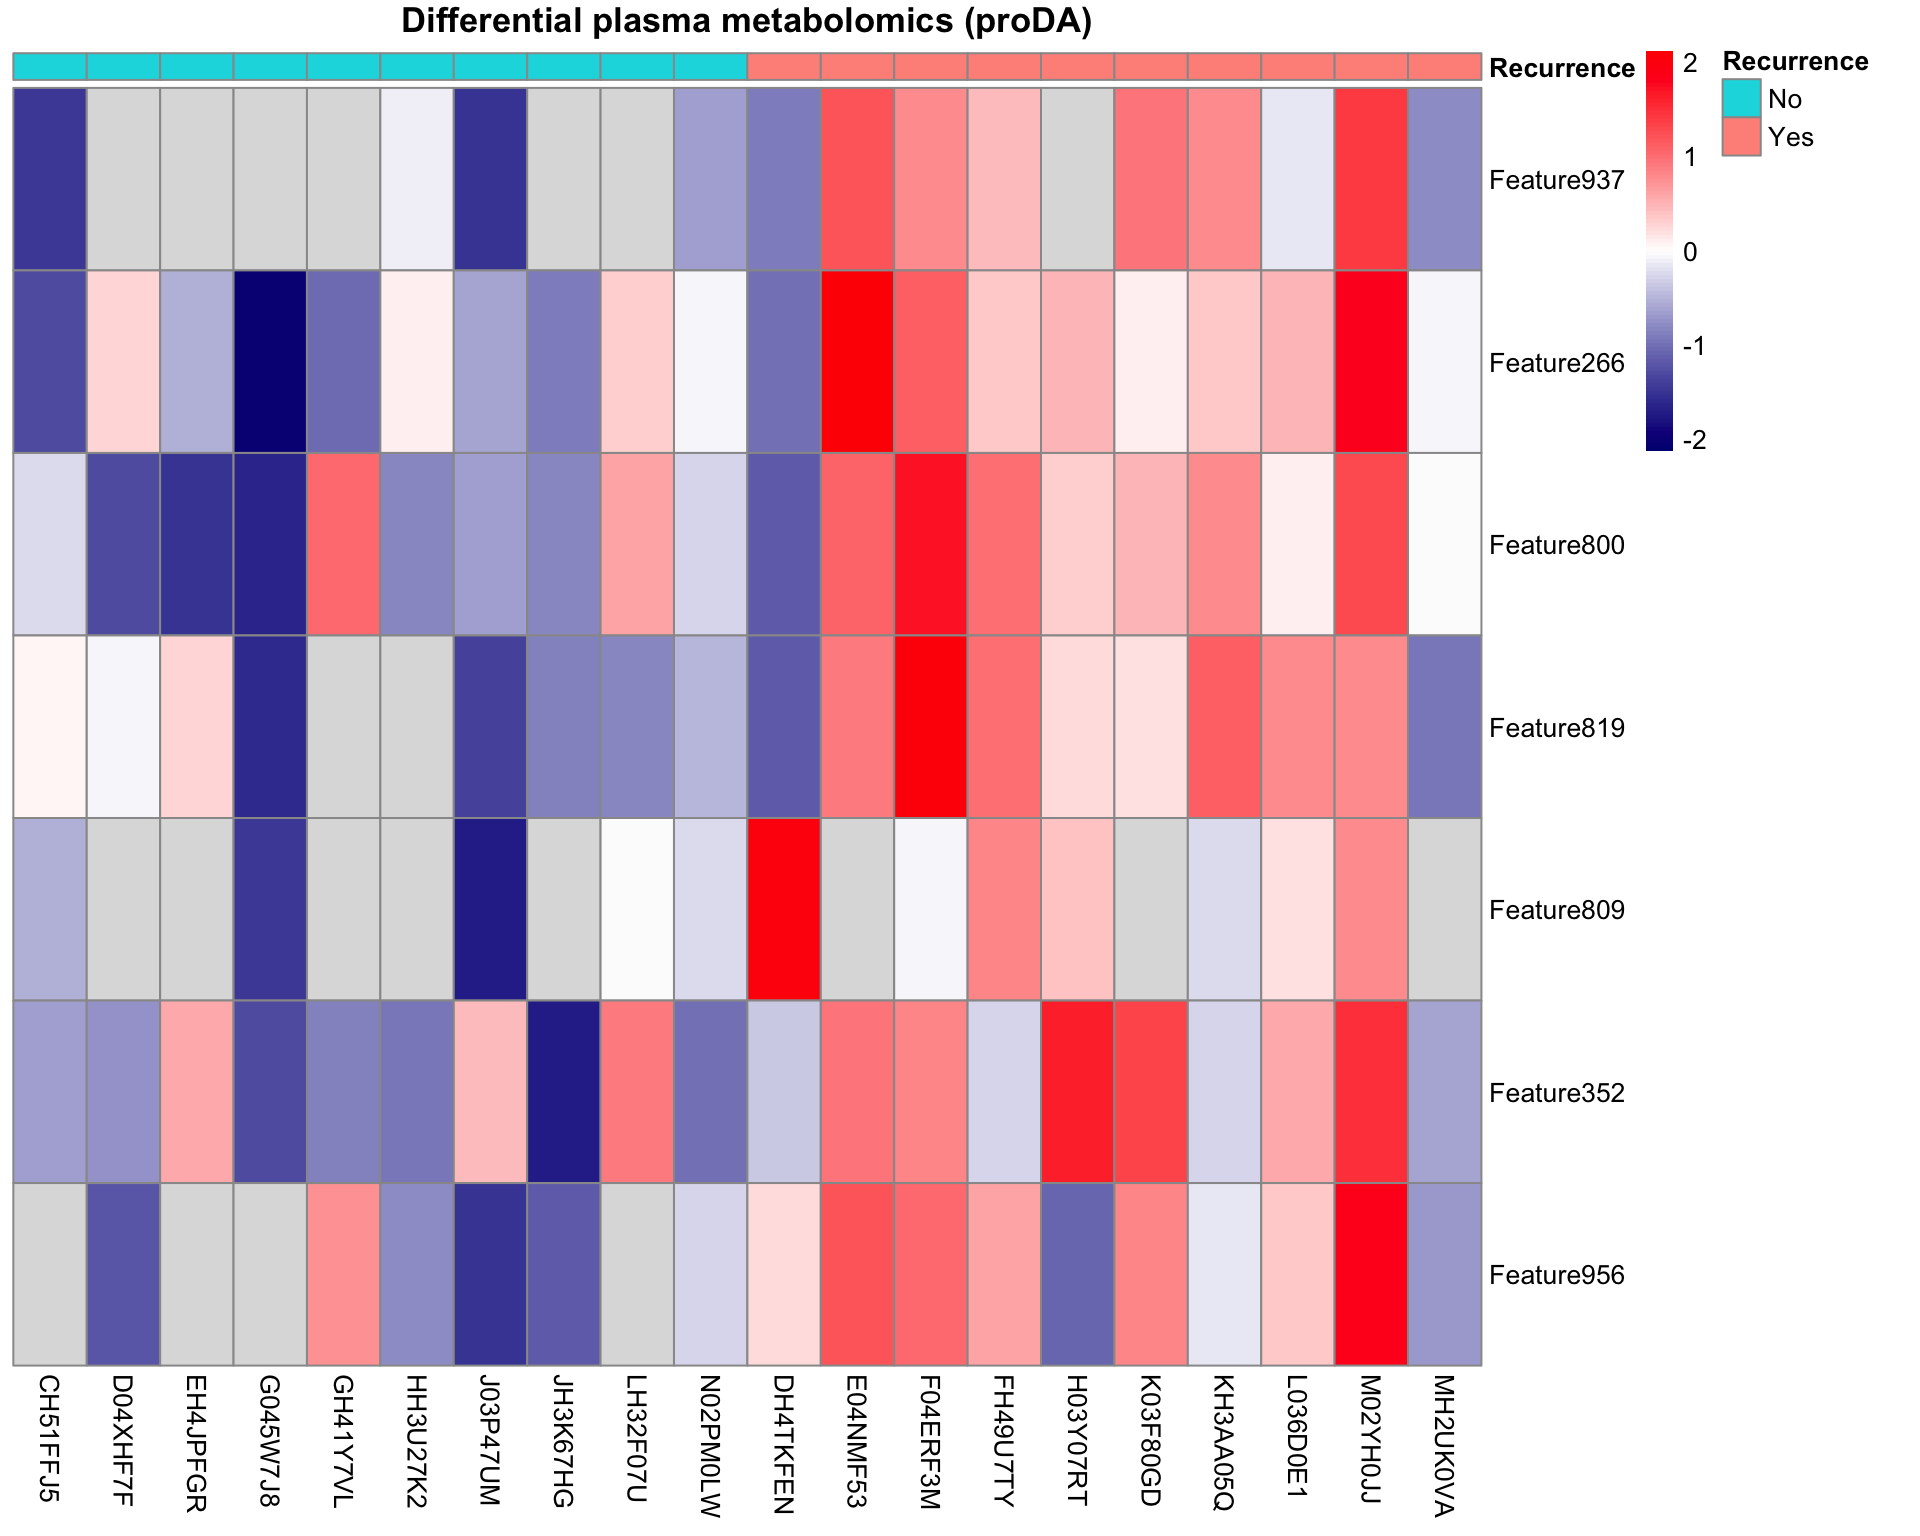 Differential plasma metabolomics (proDA)
Recurrence
2
1
0
-1
-2
Recurrence
No
Yes
Feature937
Feature266
Feature800
Feature819
Feature809
Feature352
Feature956
CH51FFJ5
D04XHF7F
EH4JPFGR
G045W7J8
GH41Y7VL
HH3U27K2
J03P47UM
JH3K67HG
LH32F07U
N02PM0LW
DH4TKFEN
E04NMF53
F04ERF3M
FH49U7TY
H03Y07RT
K03F80GD
KH3AA05Q
L036D0E1
M02YH0JJ
MH2UK0VA